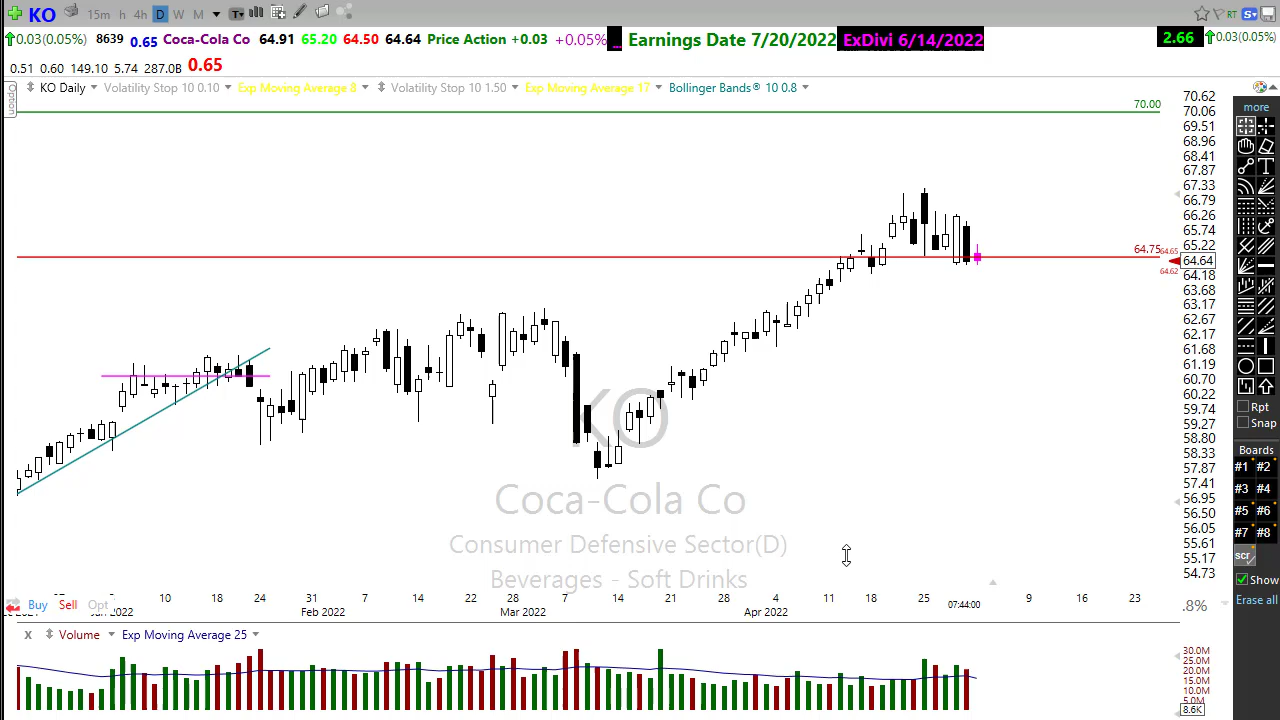 KO 15m h 4h D W M T RT S
0.03(0.05%) 8639 0.65 Coca-Cola Co 64.91 65.20 64.50 64.64 Price Action +0.03 +0.05% ... Earnings Date 7/20/2022 ExDivi 6/14/2022 2.66 0.03(0.05%)
0.51 0.60 149.10 5.74 287.0B 0.65
Option KO Daily Volatility Stop 10 0.10 Exp Moving Average 8 Volatility Stop 10 1.50 Exp Moving Average 17 Bollinger Bands® 10 0.8
70.00
64.75
64.65
64.64
64.62
70.62
70.06
69.51
68.96
68.41
67.87
67.33
66.79
66.26
65.74
65.22
64.18
63.68
63.17
62.67
62.17
61.68
61.19
60.70
60.22
59.74
59.27
58.80
58.33
57.87
57.41
56.95
56.50
56.05
55.61
55.17
54.73
KO
Coca-Cola Co
Consumer Defensive Sector(D)
Beverages - Soft Drinks
10 18 24 31 7 14 22 28 7 14 21 28 4 11 18 25 9 16 23
Feb 2022 Mar 2022 Apr 2022 07:44:00
Buy Sell Opt
.8%
X Volume Exp Moving Average 25
30.0M
25.0M
20.0M
15.0M
10.0M
5.0M
8.6K
more
T
Rpt
Snap
Boards
#1 #2
#3 #4
#5 #6
#7 #8
scr
Show
Erase all